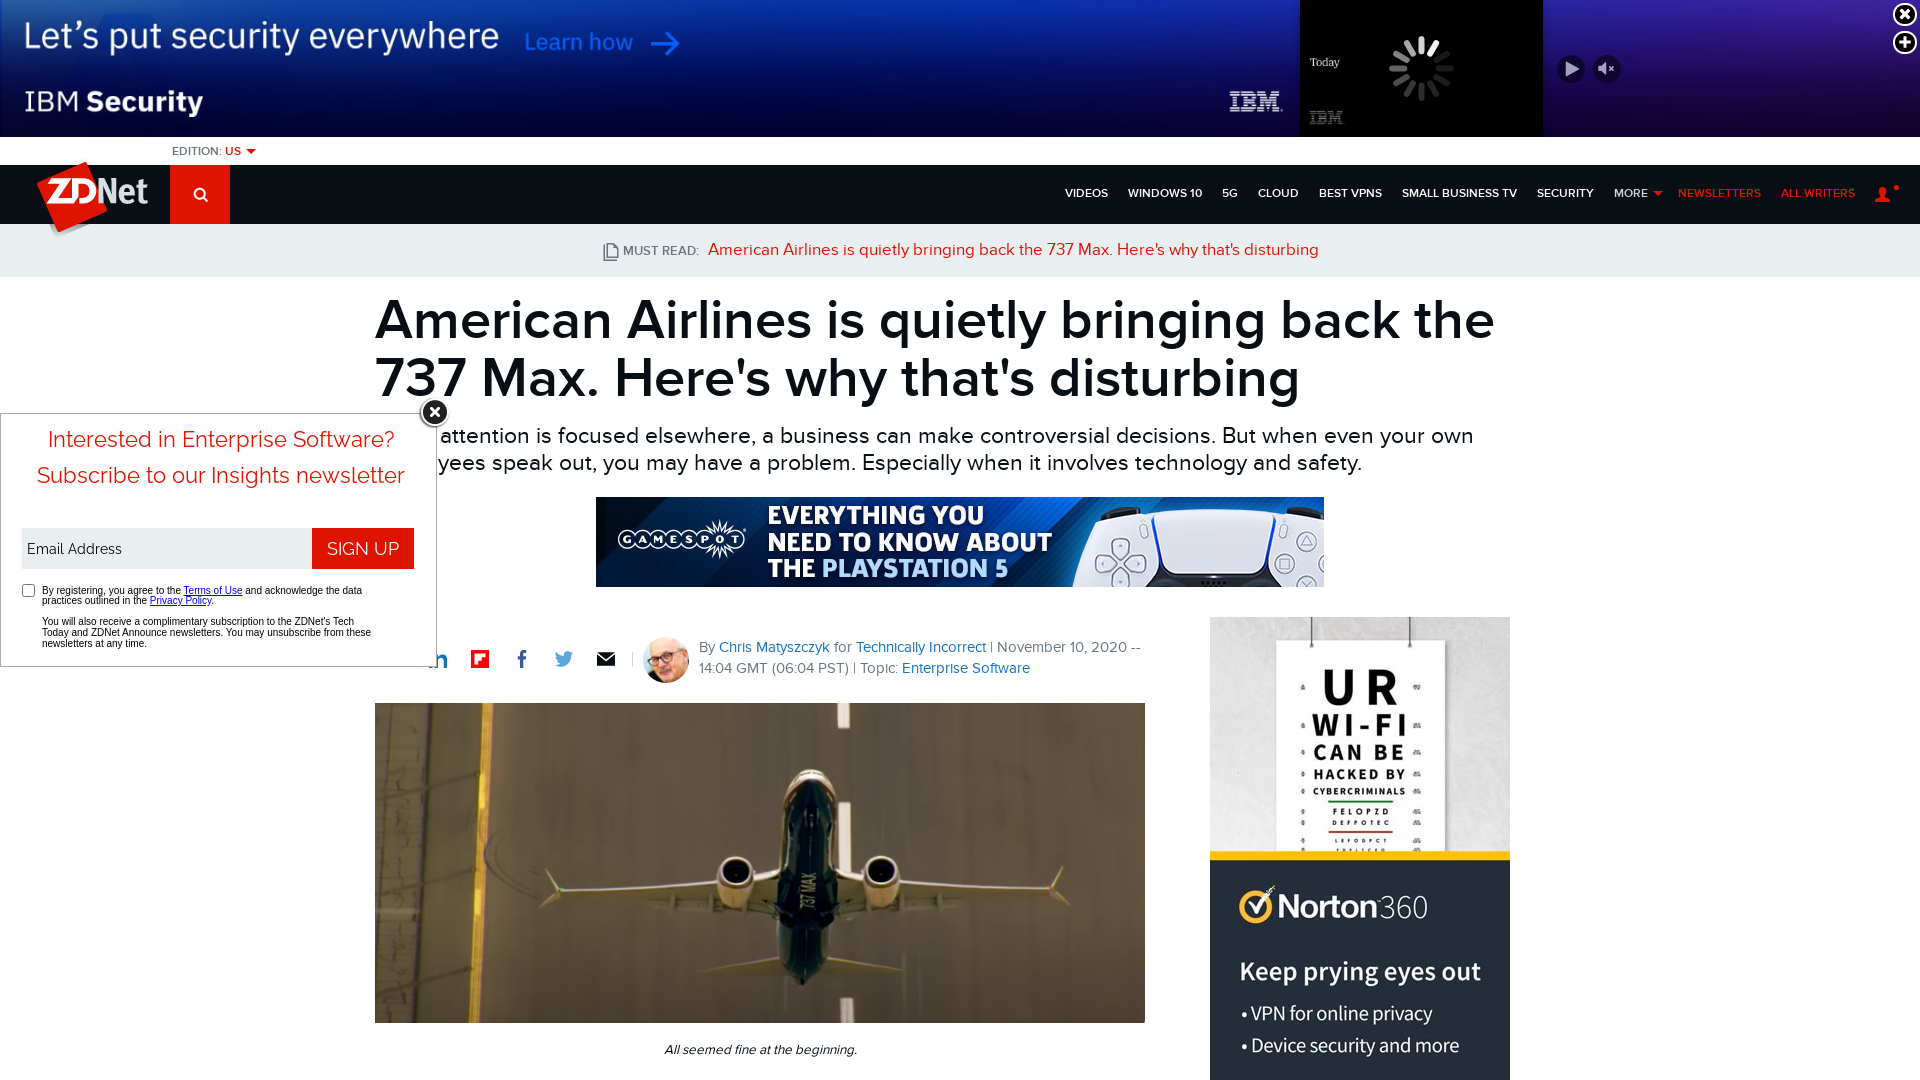 Let's put security everywhere Learn how
IBM Security
IBM
Today
IBM
EDITION: US
ZDNet
VIDEOS WINDOWS 10 5G CLOUD BEST VPNS SMALL BUSINESS TV SECURITY MORE NEWSLETTERS ALL WRITERS
MUST READ: American Airlines is quietly bringing back the 737 Max. Here's why that's disturbing
American Airlines is quietly bringing back the
737 Max. Here's why that's disturbing
attention is focused elsewhere, a business can make controversial decisions. But when even your own
yees speak out, you may have a problem. Especially when it involves technology and safety.
Interested in Enterprise Software?
Subscribe to our Insights newsletter
Email Address
SIGN UP
By registering, you agree to the Terms of Use and acknowledge the data
practices outlined in the Privacy Policy.
You will also receive a complimentary subscription to the ZDNet's Tech
Today and ZDNet Announce newsletters. You may unsubscribe from these
newsletters at any time.
GAMESPOT
EVERYTHING YOU
NEED TO KNOW ABOUT
THE PLAYSTATION 5
By Chris Matyszczyk for Technically Incorrect | November 10, 2020 --
14:04 GMT (06:04 PST) | Topic: Enterprise Software
737 MAX
All seemed fine at the beginning.
UR
WI-FI
CAN BE
HACKED BY
CYBERCRIMINALS
FELOPZD
DEFPOTEC
LEFODPCT
Norton 360
Keep prying eyes out
• VPN for online privacy
• Device security and more